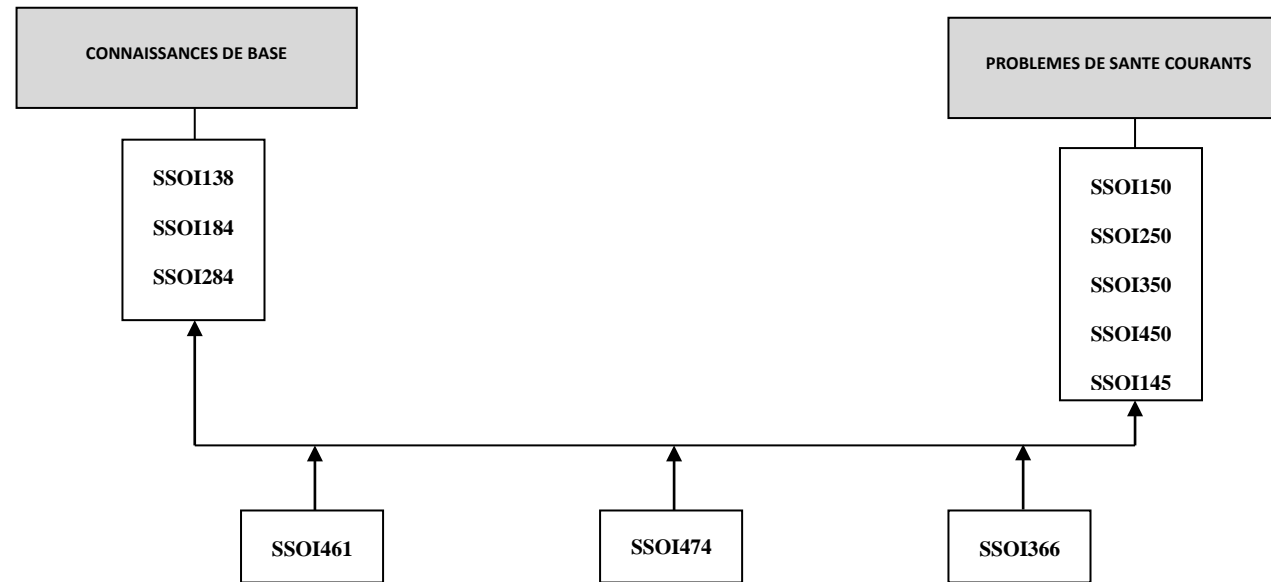 CONNAISSANCES DE BASE
PROBLEMES DE SANTE COURANTS
SSOI138
SSOI184
SSOI284
SSOI150
SSOI250
SSOI350
SSOI450
SSOI145
SSOI461
SSOI474
SSOI366